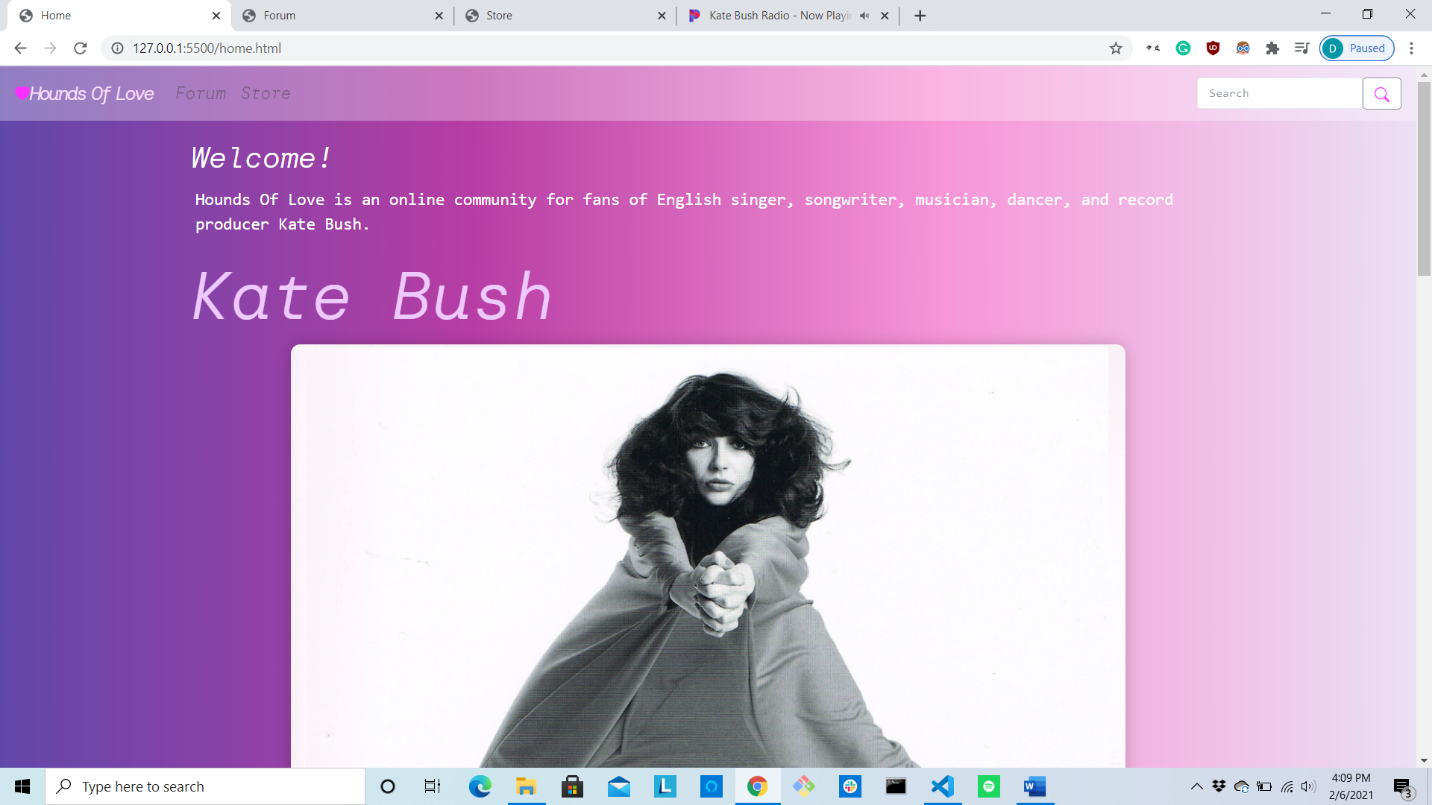 Home
Forum
Store
Kate Bush Radio - Now Playi
127.0.0.1:5500/home.html
D Paused
Hounds Of Love Forum Store
Search
Welcome!
Hounds Of Love is an online community for fans of English singer, songwriter, musician, dancer, and record
producer Kate Bush.
Kate Bush
Type here to search
4:09 PM
2/6/2021
3